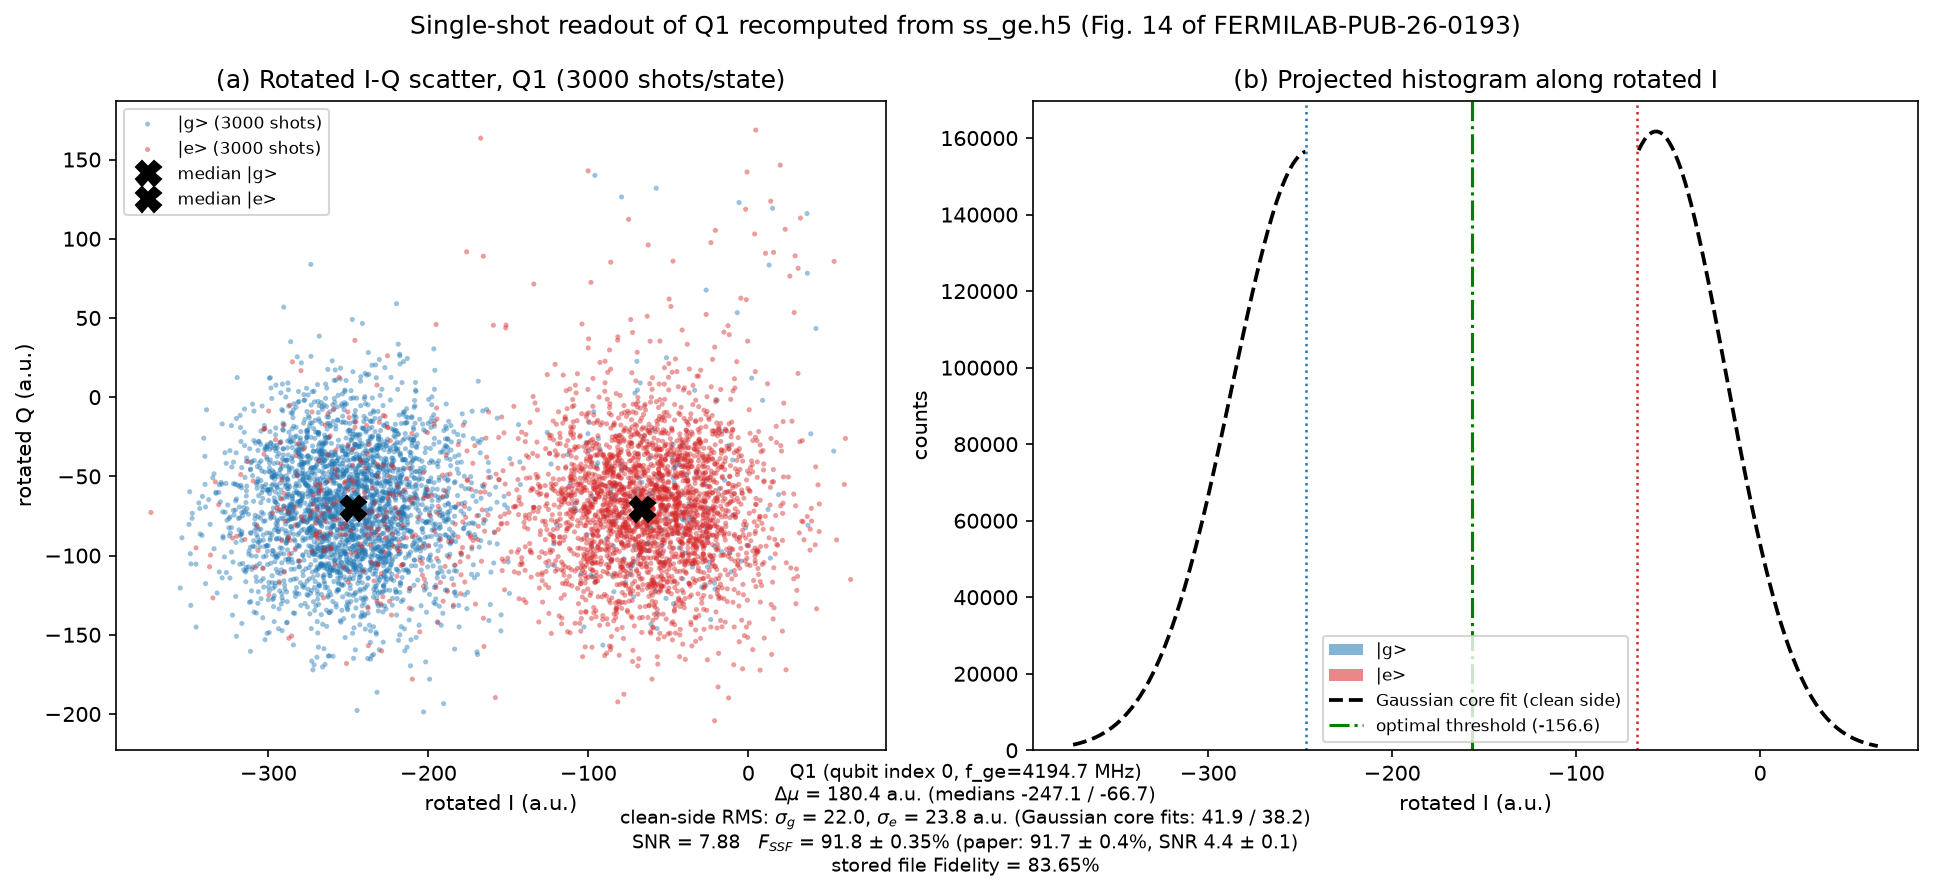 Single-shot readout of Q1 recomputed from ss_ge.h5 (Fig. 14 of FERMILAB-PUB-26-0193)
(a) Rotated I-Q scatter, Q1 (3000 shots/state)
|g> (3000 shots)
|e> (3000 shots)
median |g>
median |e>
rotated Q (a.u.)
150
100
50
0
−50
−100
−150
−200
−300
−200
−100
0
rotated I (a.u.)
(b) Projected histogram along rotated I
counts
160000
140000
120000
100000
80000
60000
40000
20000
0
|g>
|e>
Gaussian core fit (clean side)
optimal threshold (-156.6)
−300
−200
−100
0
rotated I (a.u.)
Q1 (qubit index 0, f_ge=4194.7 MHz)
Δμ = 180.4 a.u. (medians -247.1 / -66.7)
clean-side RMS: σg = 22.0, σe = 23.8 a.u. (Gaussian core fits: 41.9 / 38.2)
SNR = 7.88 FSSF = 91.8 ± 0.35% (paper: 91.7 ± 0.4%, SNR 4.4 ± 0.1)
stored file Fidelity = 83.65%